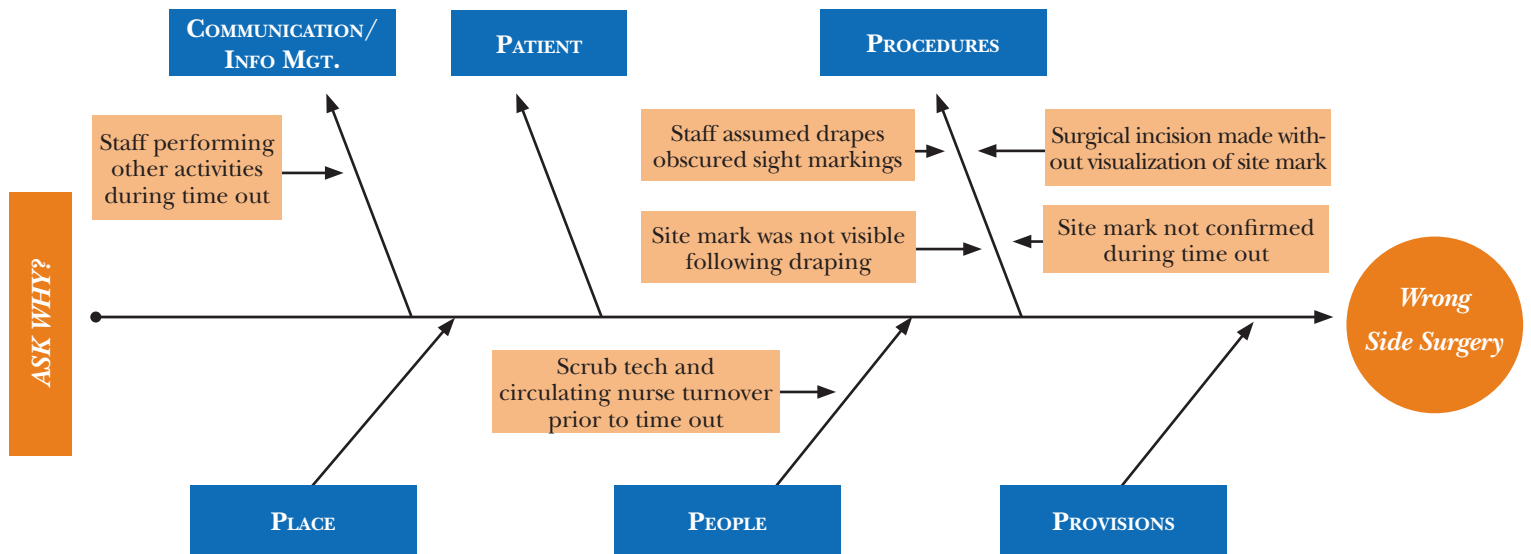 Communication/
Info Mgt.
Patient
Procedures
Staff performing
other activities
during time out
Staff assumed drapes
obscured sight markings
Surgical incision made with-
out visualization of site mark
Site mark was not visible
following draping
Site mark not confirmed
during time out
ASK WHY?
Wrong
Side Surgery
Scrub tech and
circulating nurse turnover
prior to time out
Place
People
Provisions